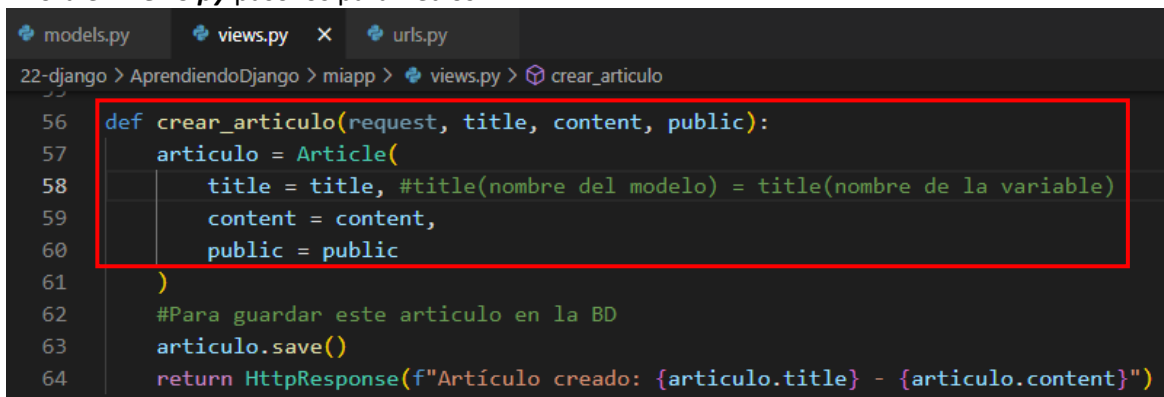 models.py views.py × urls.py
22-django > AprendiendoDjango > miapp > views.py > crear_articulo
56 def crear_articulo(request, title, content, public):
57 articulo = Article(
58 title = title, #title(nombre del modelo) = title(nombre de la variable)
59 content = content,
60 public = public
61 )
62 #Para guardar este articulo en la BD
63 articulo.save()
64 return HttpResponse(f"Artículo creado: {articulo.title} - {articulo.content}")